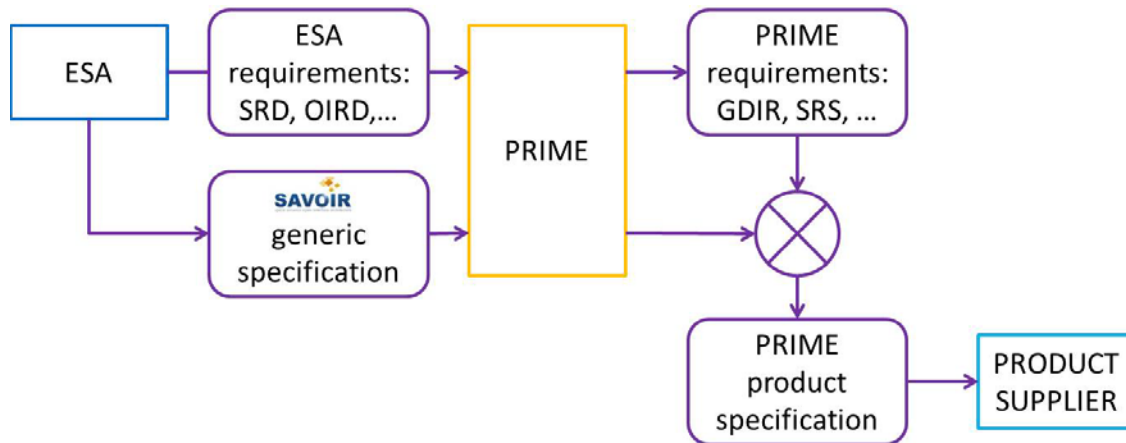 ESA
ESA
requirements:
SRD, OIRD,...
PRIME
PRIME
requirements:
GDIR, SRS, ...
SAVOIR
generic
specification
PRIME
product
specification
PRODUCT
SUPPLIER